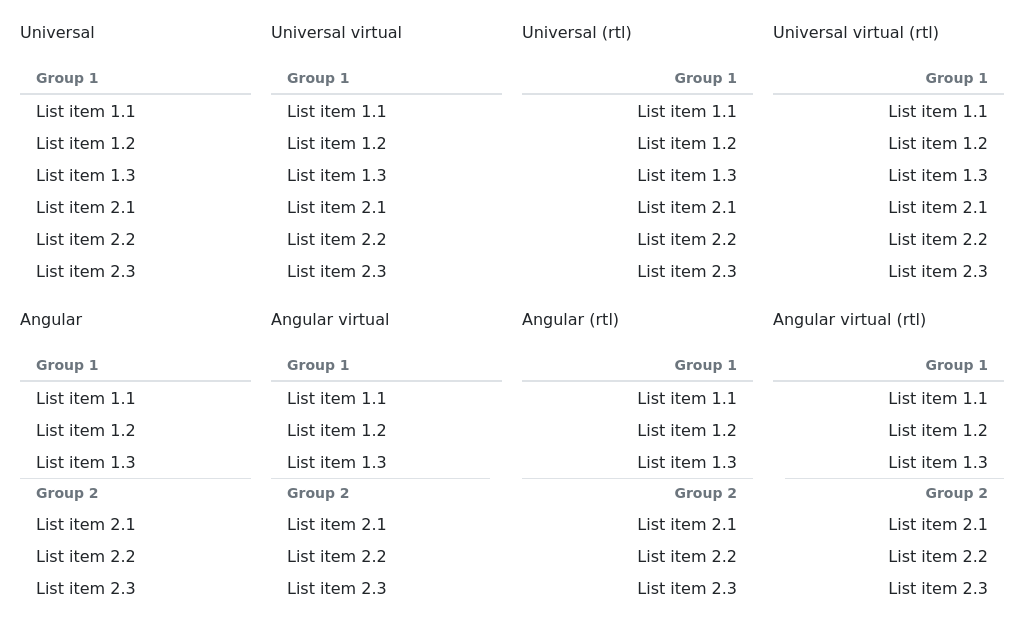 Universal
Group 1
List item 1.1
List item 1.2
List item 1.3
List item 2.1
List item 2.2
List item 2.3
Universal virtual
Group 1
List item 1.1
List item 1.2
List item 1.3
List item 2.1
List item 2.2
List item 2.3
Universal (rtl)
Group 1
List item 1.1
List item 1.2
List item 1.3
List item 2.1
List item 2.2
List item 2.3
Universal virtual (rtl)
Group 1
List item 1.1
List item 1.2
List item 1.3
List item 2.1
List item 2.2
List item 2.3
Angular
Group 1
List item 1.1
List item 1.2
List item 1.3
Group 2
List item 2.1
List item 2.2
List item 2.3
Angular virtual
Group 1
List item 1.1
List item 1.2
List item 1.3
Group 2
List item 2.1
List item 2.2
List item 2.3
Angular (rtl)
Group 1
List item 1.1
List item 1.2
List item 1.3
Group 2
List item 2.1
List item 2.2
List item 2.3
Angular virtual (rtl)
Group 1
List item 1.1
List item 1.2
List item 1.3
Group 2
List item 2.1
List item 2.2
List item 2.3